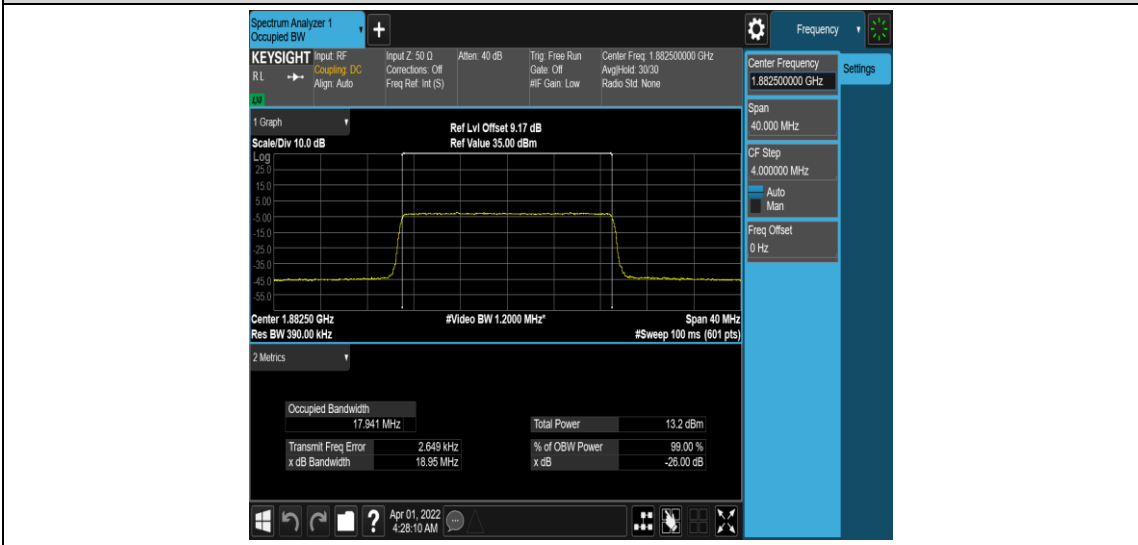 Spectrum Analyzer 1
Occupied BW
+
Frequency
KEYSIGHT
RL
Input: RF
Coupling: DC
Align: Auto
Input Z: 50 Ω
Corrections: Off
Freq Ref: Int (S)
Atten: 40 dB
Trig: Free Run
Gate: Off
#IF Gain: Low
Center Freq: 1.882500000 GHz
Avg|Hold: 30/30
Radio Std: None
Center Frequency
1.882500000 GHz
Settings
Span
40.000 MHz
CF Step
4.000000 MHz
Auto
Man
Freq Offset
0 Hz
1 Graph
Scale/Div 10.0 dB
Ref Lvl Offset 9.17 dB
Ref Value 35.00 dBm
Log
25.0
15.0
5.00
-5.00
-15.0
-25.0
-35.0
-45.0
-55.0
Center 1.88250 GHz
#Video BW 1.2000 MHz*
Span 40 MHz
Res BW 390.00 kHz
#Sweep 100 ms (601 pts)
2 Metrics
Occupied Bandwidth
17.941 MHz
Total Power 13.2 dBm
Transmit Freq Error 2.649 kHz
% of OBW Power 99.00 %
x dB Bandwidth 18.95 MHz
x dB -26.00 dB
?
Apr 01, 2022
4:28:10 AM